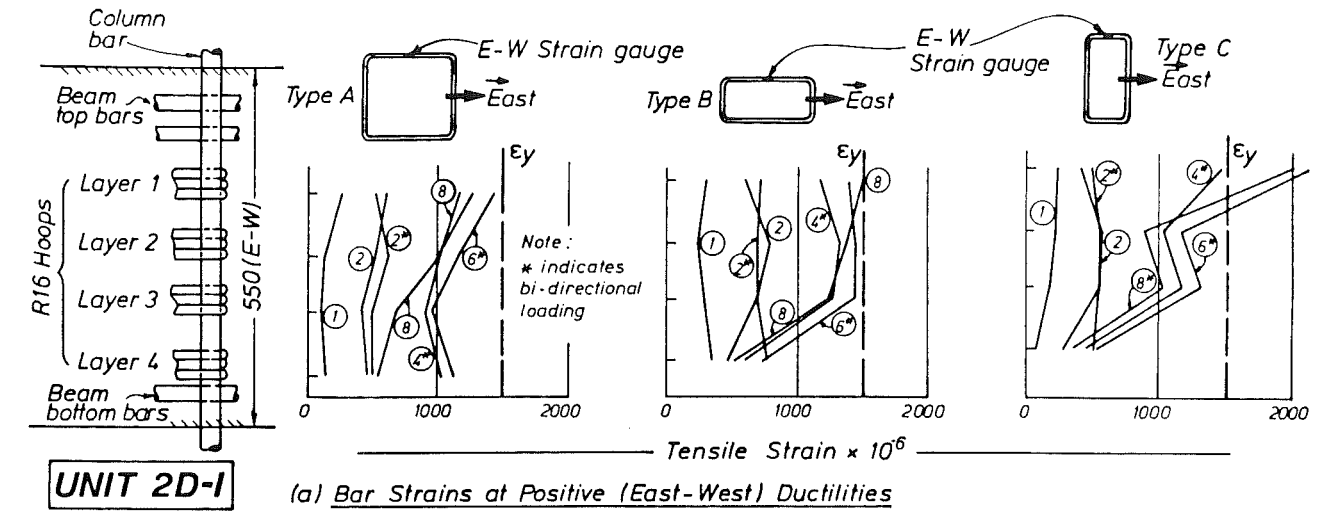 Column
bar
Beam
top bars
R16 Hoops
Layer 1
Layer 2
Layer 3
Layer 4
550 (E-W)
Beam
bottom bars
UNIT 2D-1
E-W Strain gauge
Type A
East
εy
8
2*
2
6*
1
8
4*
0
1000
2000
Note :
* indicates
bi-directional
loading
E-W
Strain gauge
Type B
East
εy
8
4*
1
2*
2
8
6*
0
1000
2000
Type C
East
εy
2*
4*
1
2
6*
8*
0
1000
2000
Tensile Strain × 10-6
(a) Bar Strains at Positive (East-West) Ductilities